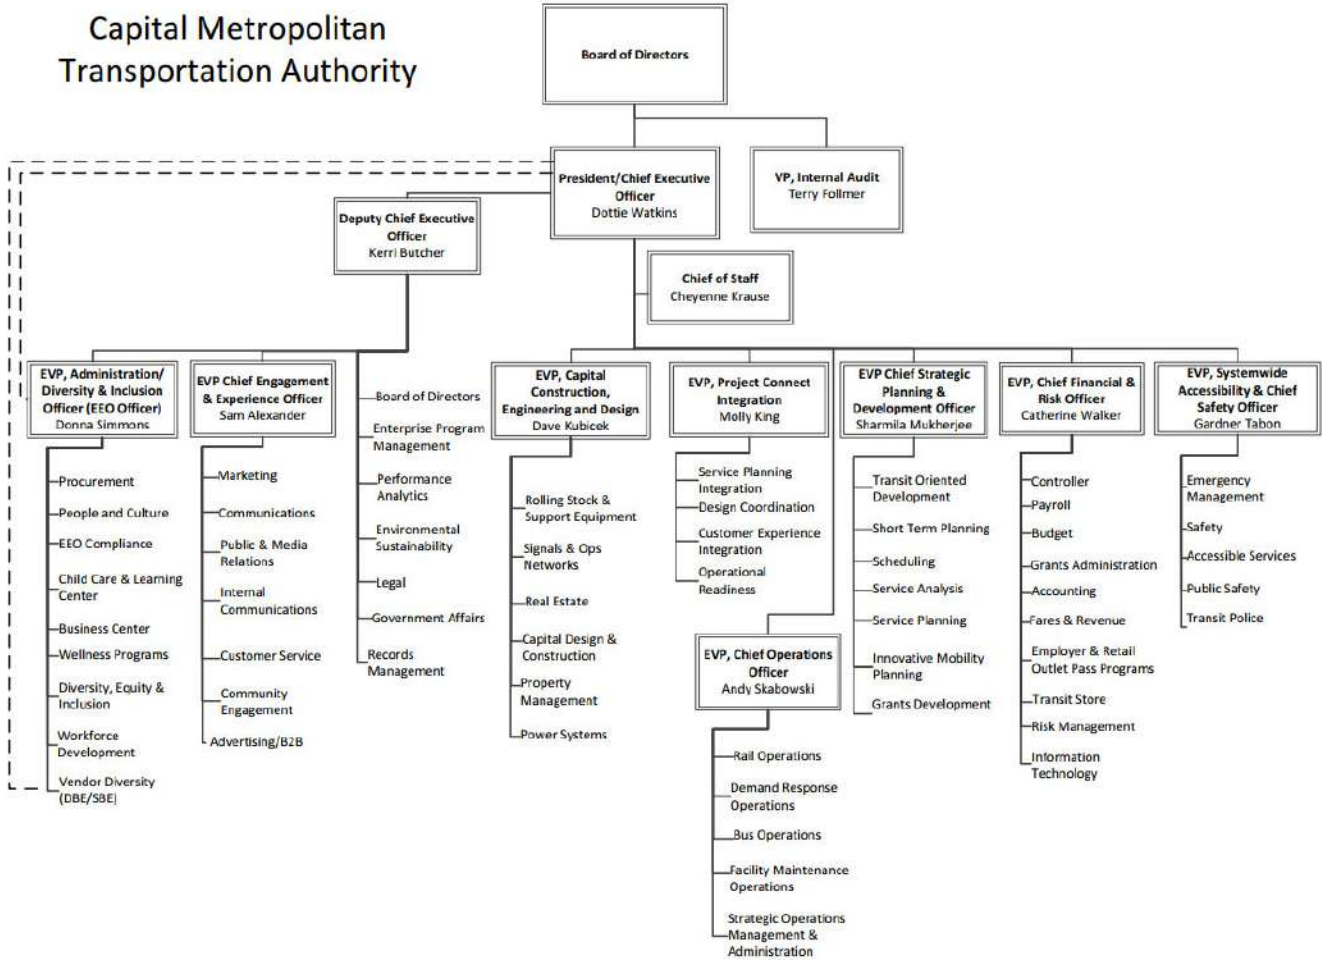 Capital Metropolitan
Transportation Authority
Board of Directors
President/Chief Executive
Officer
Dottie Watkins
VP, Internal Audit
Terry Follmer
Deputy Chief Executive
Officer
Kerri Butcher
Chief of Staff
Cheyenne Krause
EVP, Administration/
Diversity & Inclusion
Officer (EEO Officer)
Donna Simmons
Procurement
People and Culture
EEO Compliance
Child Care & Learning
Center
Business Center
Wellness Programs
Diversity, Equity &
Inclusion
Workforce
Development
Vendor Diversity
(DBE/SBE)
EVP Chief Engagement
& Experience Officer
Sam Alexander
Marketing
Communications
Public & Media
Relations
Internal
Communications
Customer Service
Community
Engagement
Advertising/B2B
Board of Directors
Enterprise Program
Management
Performance
Analytics
Environmental
Sustainability
Legal
Government Affairs
Records
Management
EVP, Capital
Construction,
Engineering and Design
Dave Kubicek
Rolling Stock &
Support Equipment
Signals & Ops
Networks
Real Estate
Capital Design &
Construction
Property
Management
Power Systems
EVP, Project Connect
Integration
Molly King
Service Planning
Integration
Design Coordination
Customer Experience
Integration
Operational
Readiness
EVP, Chief Operations
Officer
Andy Skabowski
Rail Operations
Demand Response
Operations
Bus Operations
Facility Maintenance
Operations
Strategic Operations
Management &
Administration
EVP Chief Strategic
Planning &
Development Officer
Sharmila Mukherjee
Transit Oriented
Development
Short Term Planning
Scheduling
Service Analysis
Service Planning
Innovative Mobility
Planning
Grants Development
EVP, Chief Financial &
Risk Officer
Catherine Walker
Controller
Payroll
Budget
Grants Administration
Accounting
Fares & Revenue
Employer & Retail
Outlet Pass Programs
Transit Store
Risk Management
Information
Technology
EVP, Systemwide
Accessibility & Chief
Safety Officer
Gardner Tabon
Emergency
Management
Safety
Accessible Services
Public Safety
Transit Police